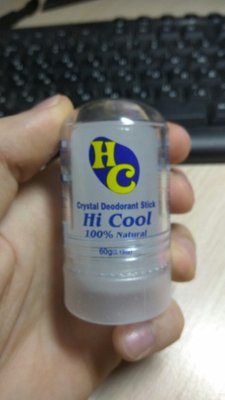 HC
Crystal Deodorant Stick
Hi Cool
100% Natural
60g